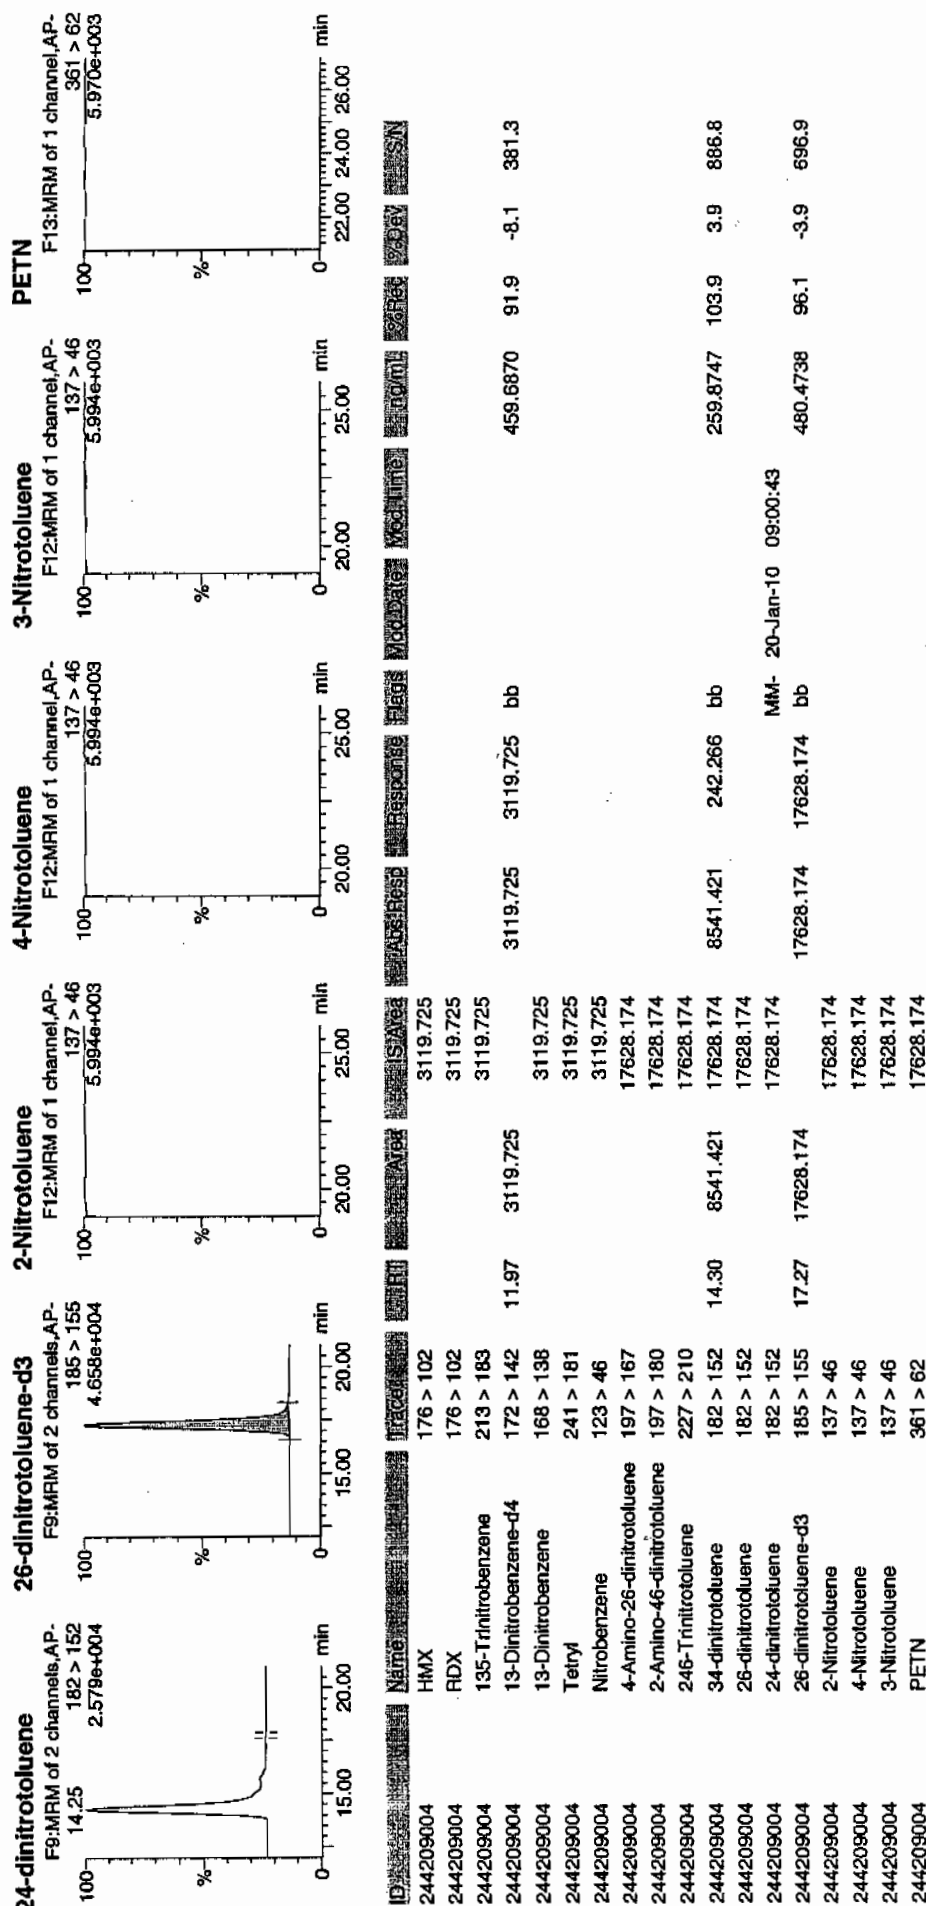 24-dinitrotoluene
F9:MRM of 2 channels,AP-
182 > 152
2.579e+004
14.25
100
%
0
15.00 20.00 min
26-dinitrotoluene-d3
F9:MRM of 2 channels,AP-
185 > 155
4.658e+004
100
%
0
15.00 20.00 min
2-Nitrotoluene
F12:MRM of 1 channel,AP-
137 > 46
5.994e+003
100
%
0
20.00 25.00 min
4-Nitrotoluene
F12:MRM of 1 channel,AP-
137 > 46
5.994e+003
100
%
0
20.00 25.00 min
3-Nitrotoluene
F12:MRM of 1 channel,AP-
137 > 46
5.994e+003
100
%
0
20.00 25.00 min
PETN
F13:MRM of 1 channel,AP-
361 > 62
5.970e+003
100
%
0
22.00 24.00 26.00 min
ID Name Trace RT Area IS Area Abs Resp Response Flags Mod Date Mod Time ng/mL %Rec %Dev S/N
244209004 HMX 176 > 102 3119.725
244209004 RDX 176 > 102 3119.725
244209004 135-Trinitrobenzene 213 > 183 3119.725
244209004 13-Dinitrobenzene-d4 172 > 142 11.97 3119.725 3119.725 3119.725 bb 459.6870 91.9 -8.1 381.3
244209004 13-Dinitrobenzene 168 > 138 3119.725
244209004 Tetryl 241 > 181 3119.725
244209004 Nitrobenzene 123 > 46 3119.725
244209004 4-Amino-26-dinitrotoluene 197 > 167 17628.174
244209004 2-Amino-46-dinitrotoluene 197 > 180 17628.174
244209004 246-Trinitrotoluene 227 > 210 17628.174
244209004 34-dinitrotoluene 182 > 152 14.30 8541.421 17628.174 8541.421 242.266 bb 259.8747 103.9 3.9 886.8
244209004 26-dinitrotoluene 182 > 152 17628.174
244209004 24-dinitrotoluene 182 > 152 17628.174 MM- 20-Jan-10 09:00:43
244209004 26-dinitrotoluene-d3 185 > 155 17.27 17628.174 17628.174 17628.174 bb 480.4738 96.1 -3.9 696.9
244209004 2-Nitrotoluene 137 > 46 17628.174
244209004 4-Nitrotoluene 137 > 46 17628.174
244209004 3-Nitrotoluene 137 > 46 17628.174
244209004 PETN 361 > 62 17628.174